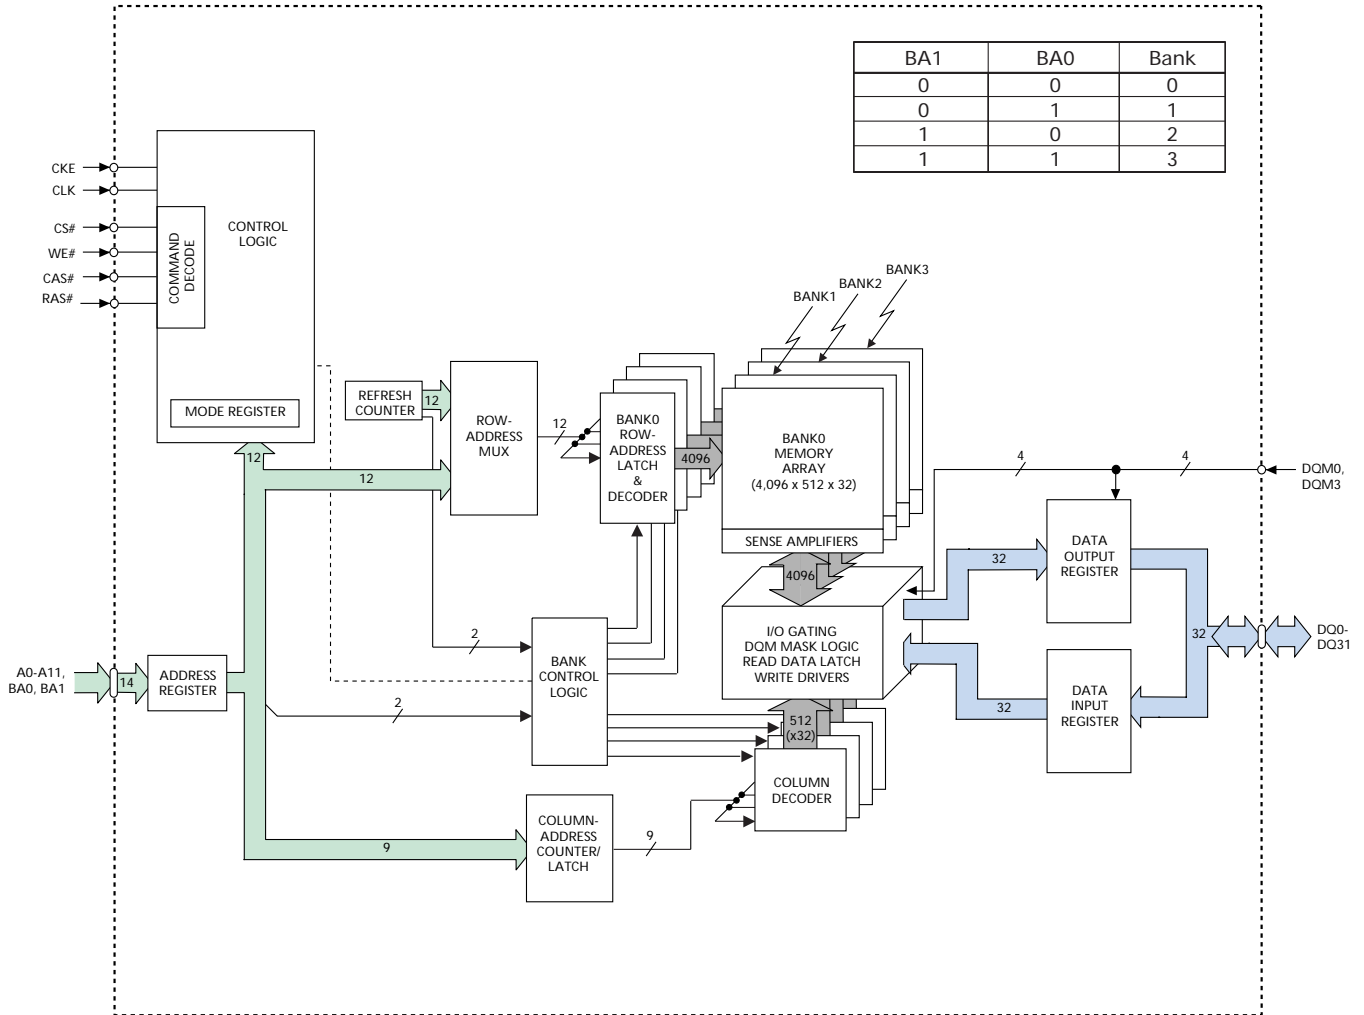 BA1 BA0 Bank
0 0 0
0 1 1
1 0 2
1 1 3
CKE
CLK
CS#
WE#
CAS#
RAS#
CONTROL
LOGIC
COMMAND
DECODE
MODE REGISTER
12
12
REFRESH
COUNTER
12
ROW-
ADDRESS
MUX
12
BANK0
ROW-
ADDRESS
LATCH
&
DECODER
4096
BANK1
BANK2
BANK3
BANK0
MEMORY
ARRAY
(4,096 x 512 x 32)
SENSE AMPLIFIERS
4096
I/O GATING
DQM MASK LOGIC
READ DATA LATCH
WRITE DRIVERS
4
4
DQM0,
DQM3
DATA
OUTPUT
REGISTER
32
32
DQ0-
DQ31
DATA
INPUT
REGISTER
32
A0-A11,
BA0, BA1
14
ADDRESS
REGISTER
2
2
BANK
CONTROL
LOGIC
512
(x32)
COLUMN
DECODER
9
COLUMN-
ADDRESS
COUNTER/
LATCH
9